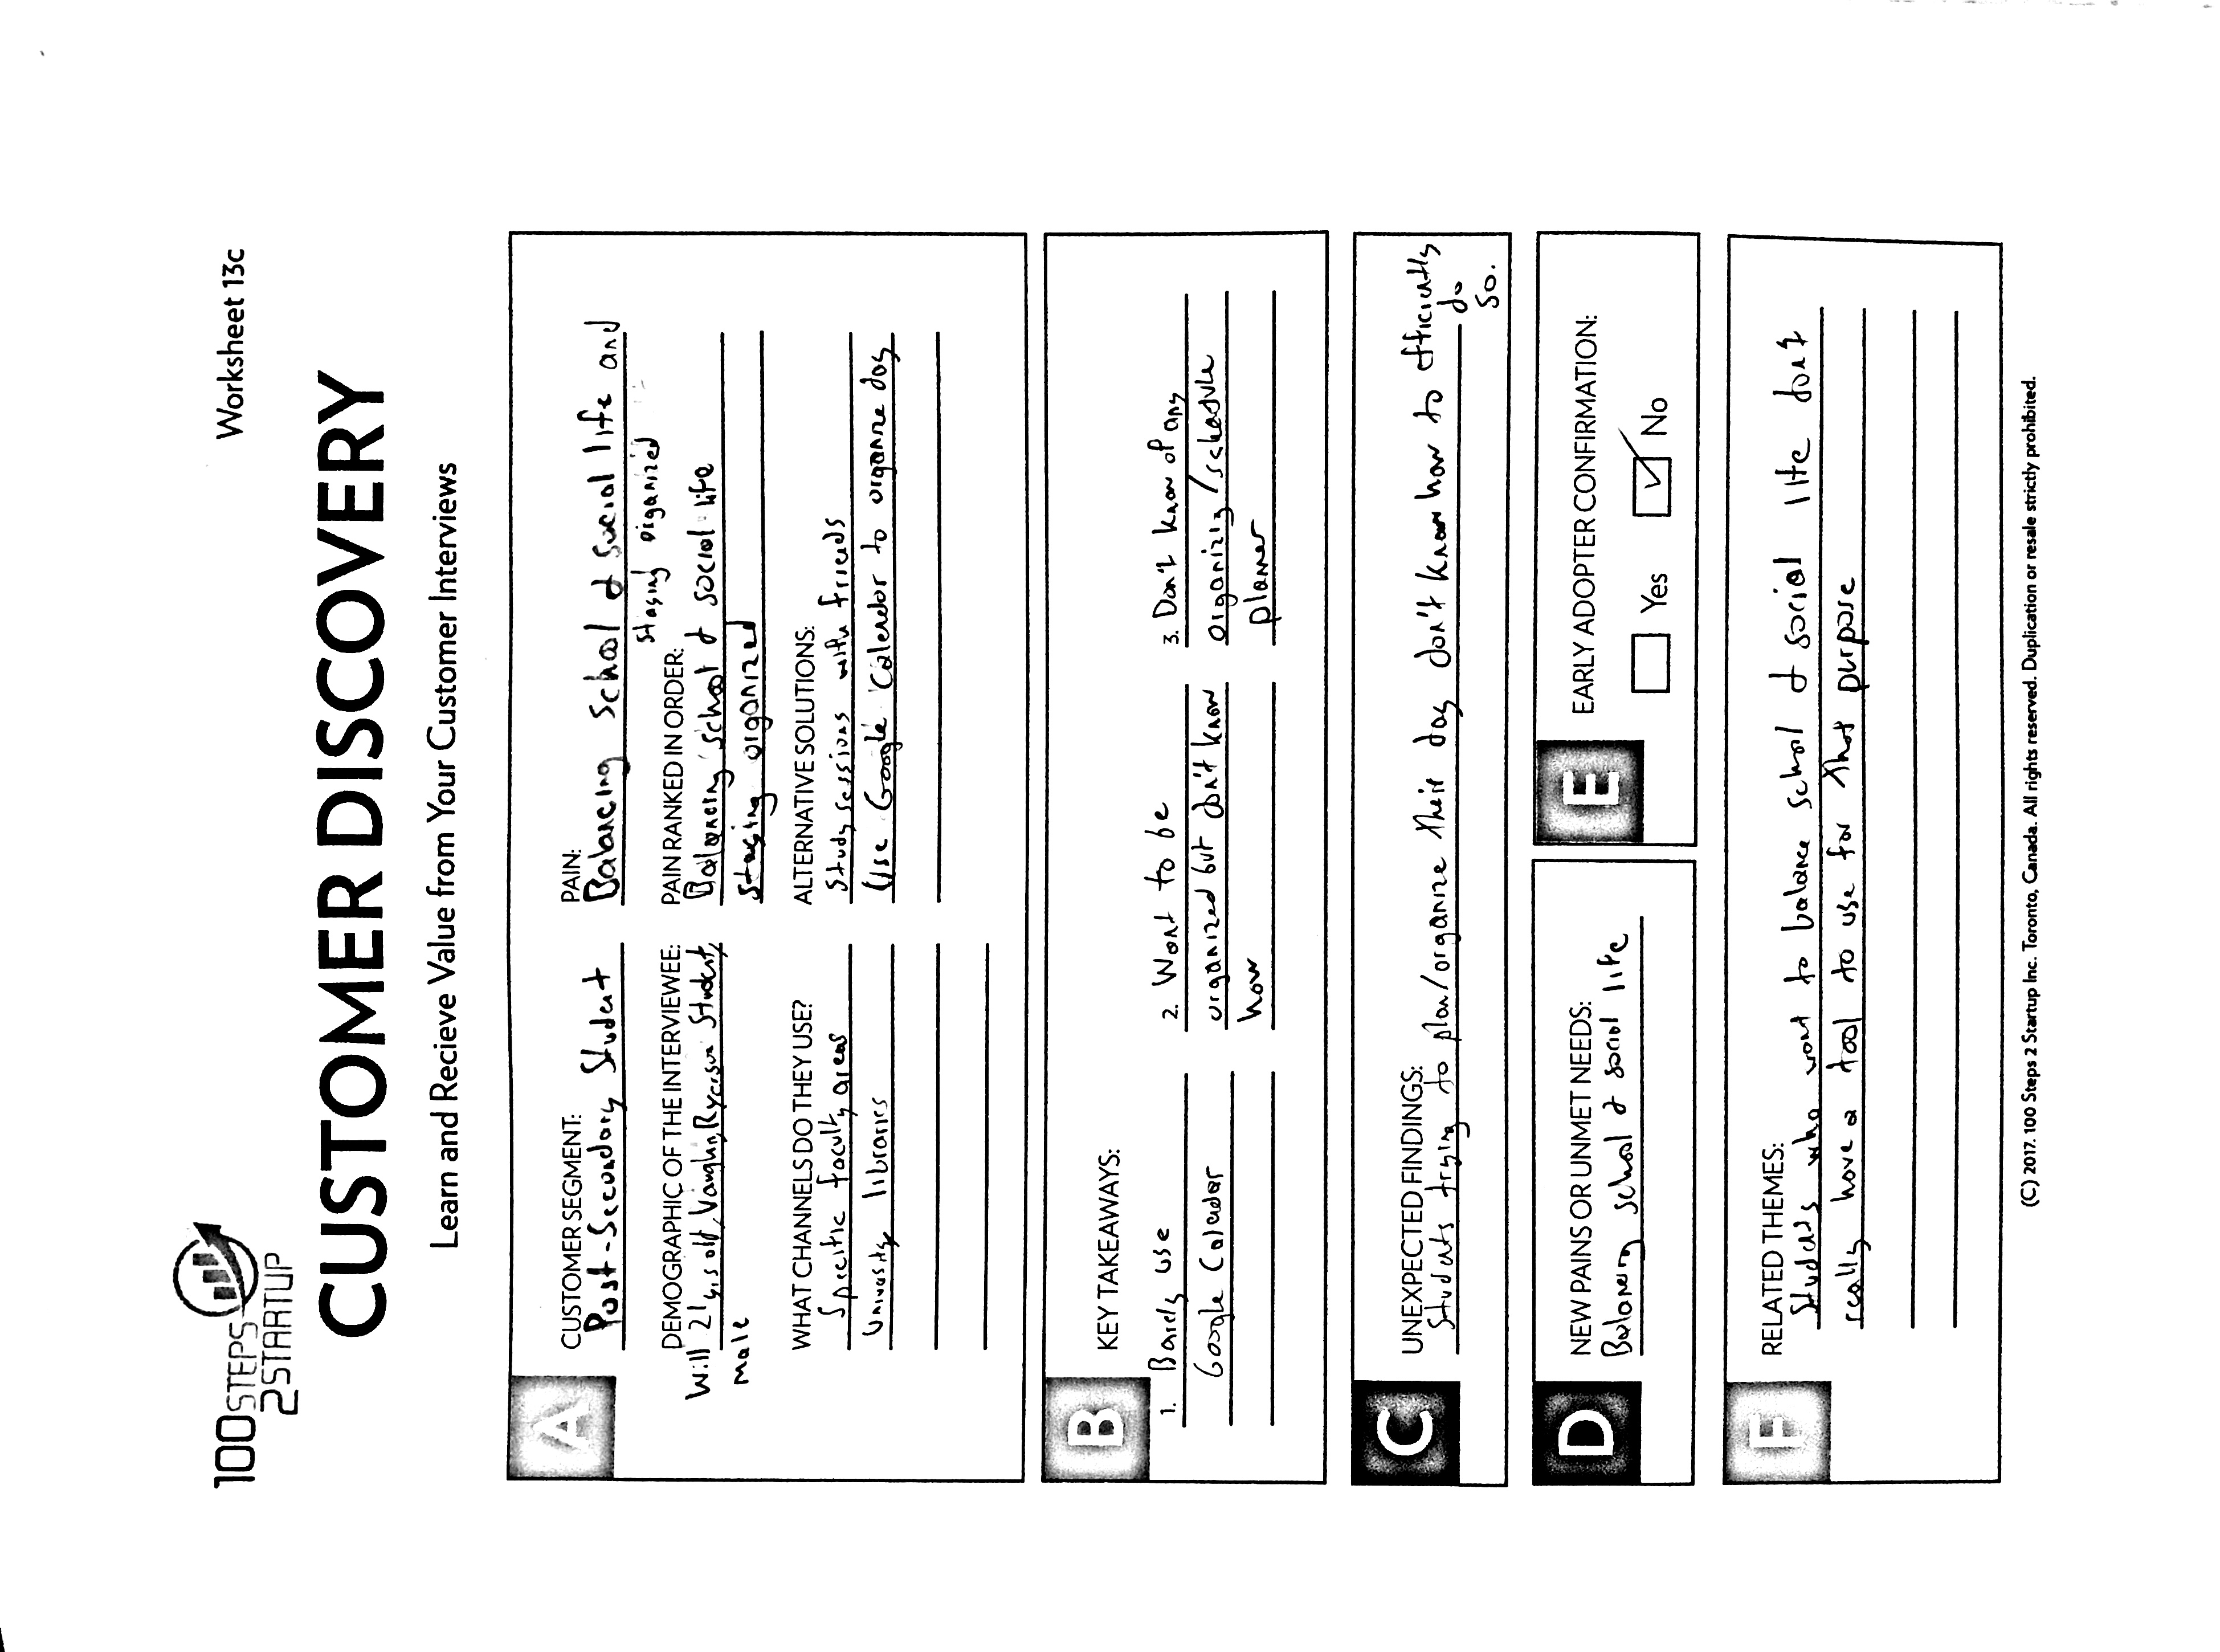 100STEPS
2STARTUP
Worksheet 13c
CUSTOMER DISCOVERY
Learn and Recieve Value from Your Customer Interviews
A
CUSTOMER SEGMENT:
Post-Secondary Student
PAIN:
Balancing school & social life and
staying organized
DEMOGRAPHIC OF THE INTERVIEWEE:
Will 21 yrs old, Vaughn, Ryerson Student,
Male
PAIN RANKED IN ORDER:
Balancing school & social life
staying organized
WHAT CHANNELS DO THEY USE?
Specific faculty areas
University libraries
ALTERNATIVE SOLUTIONS:
Study sessions with friends
Use Google Calendar to organize day
B
KEY TAKEAWAYS:
1. Barely use
Google Calendar
2. Want to be
organized but don't know
how
3. Don't know of any
organizing/schedule
planner
C
UNEXPECTED FINDINGS:
Students trying to plan/organize their day don't know how to efficiently
do
so.
D
NEW PAINS OR UNMET NEEDS:
Balancing school & social life
E
EARLY ADOPTER CONFIRMATION:
Yes No
F
RELATED THEMES:
Students who want to balance school & social life don't
really have a tool to use for that purpose
(C) 2017. 100 Steps 2 Startup Inc. Toronto, Canada. All rights reserved. Duplication or resale strictly prohibited.